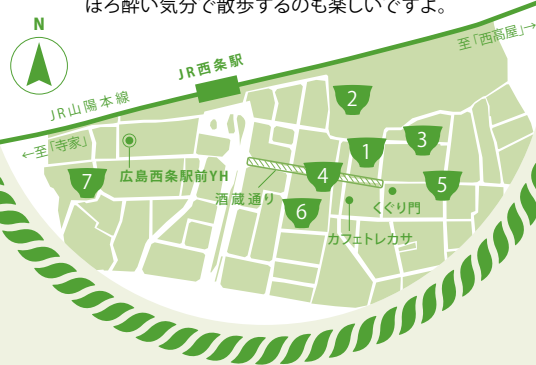 ほろ酔い気分で散歩するのも楽しいですよ。
N
JR西条駅
至「西高屋」→
JR山陽本線
←至「寺家」
2
1
3
広島西条駅前YH
7
4
5
酒蔵通り
くぐり門
6
カフェトレカサ